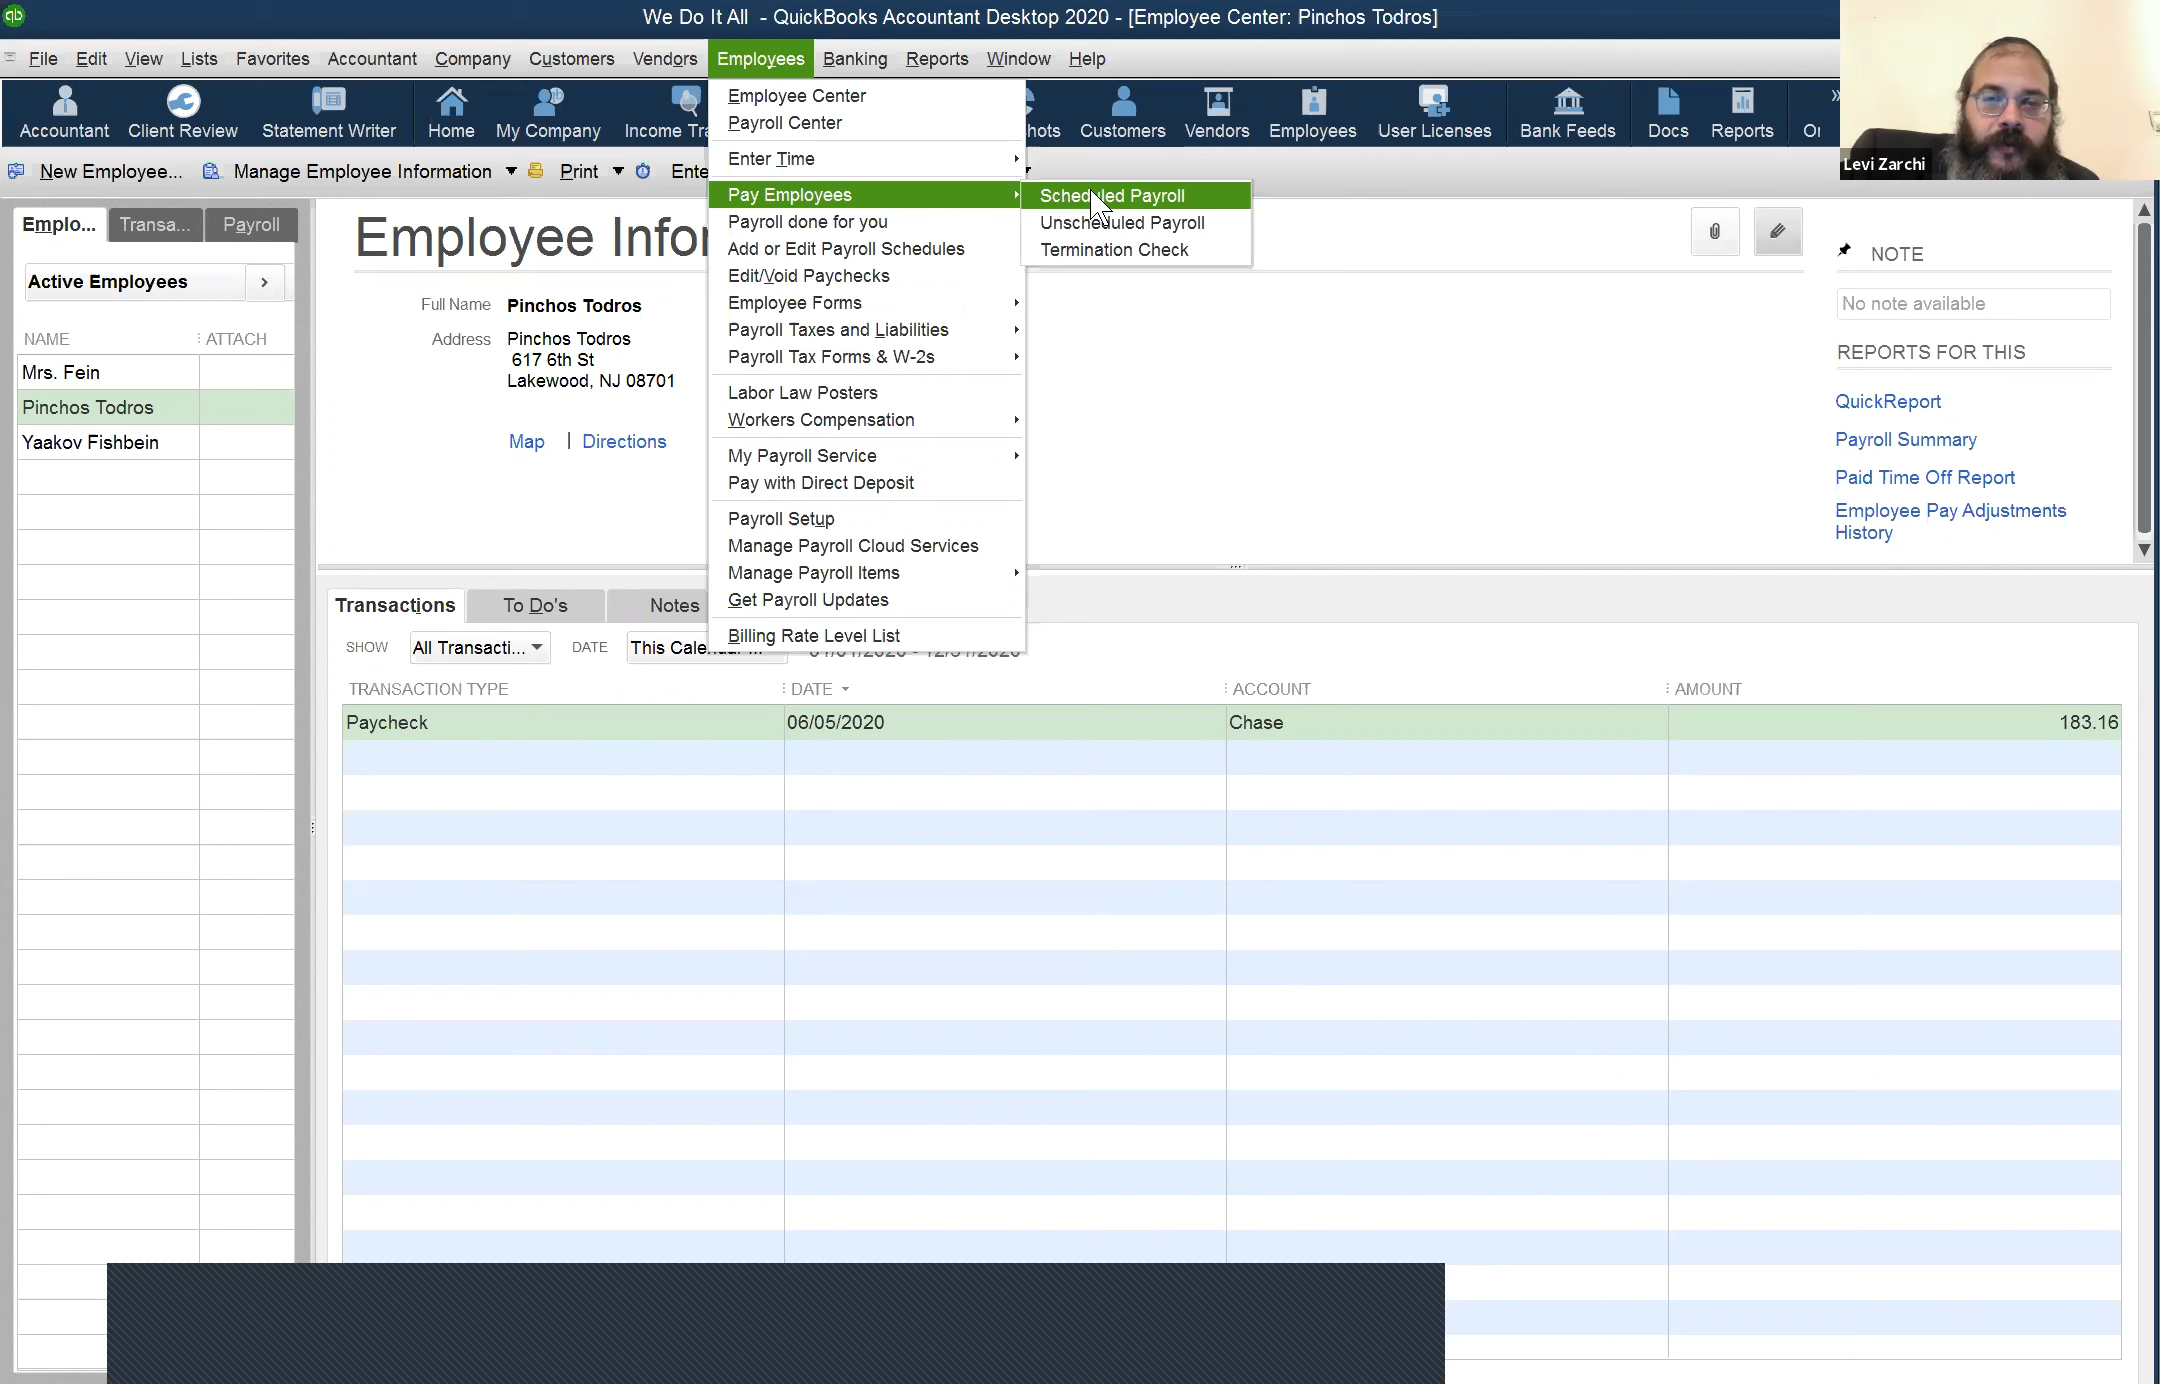 We Do It All - QuickBooks Accountant Desktop 2020 - [Employee Center: Pinchos Todros]
File Edit View Lists Favorites Accountant Company Customers Vendors Employees Banking Reports Window Help
Accountant Client Review Statement Writer Home My Company Income Tra hots Customers Vendors Employees User Licenses Bank Feeds Docs Reports Or
Levi Zarchi
New Employee... Manage Employee Information Print Ente
Employee Center
Payroll Center
Enter Time
Pay Employees
Payroll done for you
Add or Edit Payroll Schedules
Edit/Void Paychecks
Employee Forms
Payroll Taxes and Liabilities
Payroll Tax Forms & W-2s
Labor Law Posters
Workers Compensation
My Payroll Service
Pay with Direct Deposit
Payroll Setup
Manage Payroll Cloud Services
Manage Payroll Items
Get Payroll Updates
Billing Rate Level List
Scheduled Payroll
Unscheduled Payroll
Termination Check
Emplo... Transa... Payroll
Active Employees
NAME ATTACH
Mrs. Fein
Pinchos Todros
Yaakov Fishbein
Employee Infor
Full Name Pinchos Todros
Address Pinchos Todros
617 6th St
Lakewood, NJ 08701
Map | Directions
NOTE
No note available
REPORTS FOR THIS
QuickReport
Payroll Summary
Paid Time Off Report
Employee Pay Adjustments
History
Transactions To Do's Notes
SHOW All Transacti... DATE This Calendar ... 01/01/2020 - 12/31/2020
TRANSACTION TYPE DATE ACCOUNT AMOUNT
Paycheck 06/05/2020 Chase 183.16